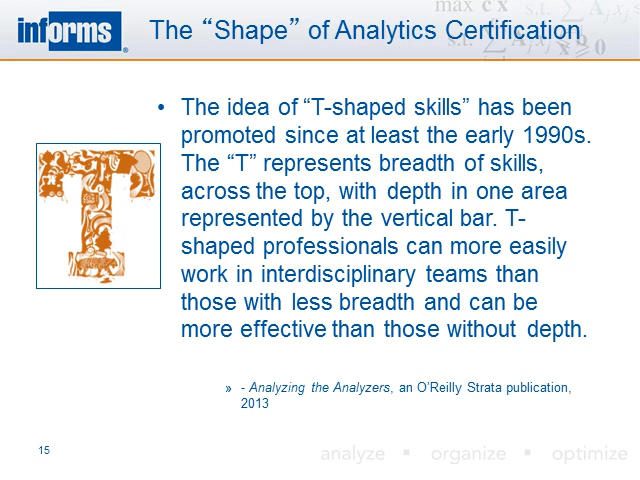 informs®
The “Shape” of Analytics Certification
max c x s.t. ∑ Aⱼ xⱼ ≤
s.t. ∑ Aⱼxⱼ ≤ b
x ≥ 0
• The idea of “T-shaped skills” has been
promoted since at least the early 1990s.
The “T” represents breadth of skills,
across the top, with depth in one area
represented by the vertical bar. T-
shaped professionals can more easily
work in interdisciplinary teams than
those with less breadth and can be
more effective than those without depth.
T
» - Analyzing the Analyzers, an O’Reilly Strata publication,
2013
15
analyze ▪ organize ▪ optimize